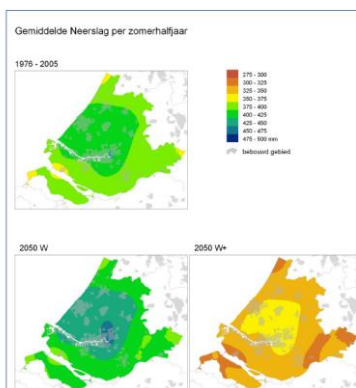 Gemiddelde Neerslag per zomerhalfjaar
1976 - 2005
275 - 300
300 - 325
325 - 350
350 - 375
375 - 400
400 - 425
425 - 450
450 - 475
475 - 500 mm
bebouwd gebied
2050 W
2050 W+